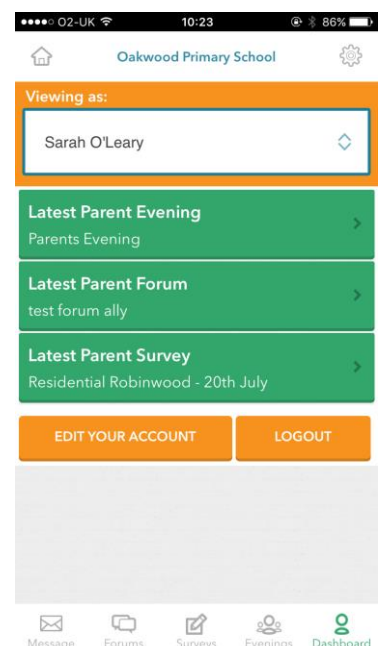 O2-UK 10:23 86%
Oakwood Primary School
Viewing as:
Sarah O'Leary
Latest Parent Evening
Parents Evening
Latest Parent Forum
test forum ally
Latest Parent Survey
Residential Robinwood - 20th July
EDIT YOUR ACCOUNT LOGOUT
Message Forums Surveys Evenings Dashboard